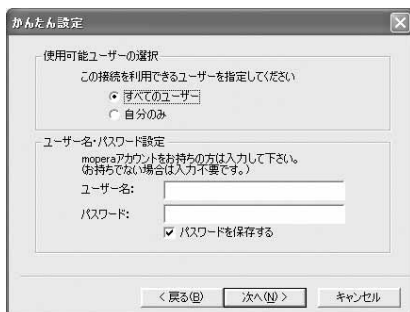 かんたん設定
使用可能ユーザーの選択
この接続を利用できるユーザーを指定してください
すべてのユーザー
自分のみ
ユーザー名・パスワード設定
moperaアカウントをお持ちの方は入力して下さい。
(お持ちでない場合は入力不要です。)
ユーザー名:
パスワード:
パスワードを保存する
< 戻る(B) 次へ(N) > キャンセル